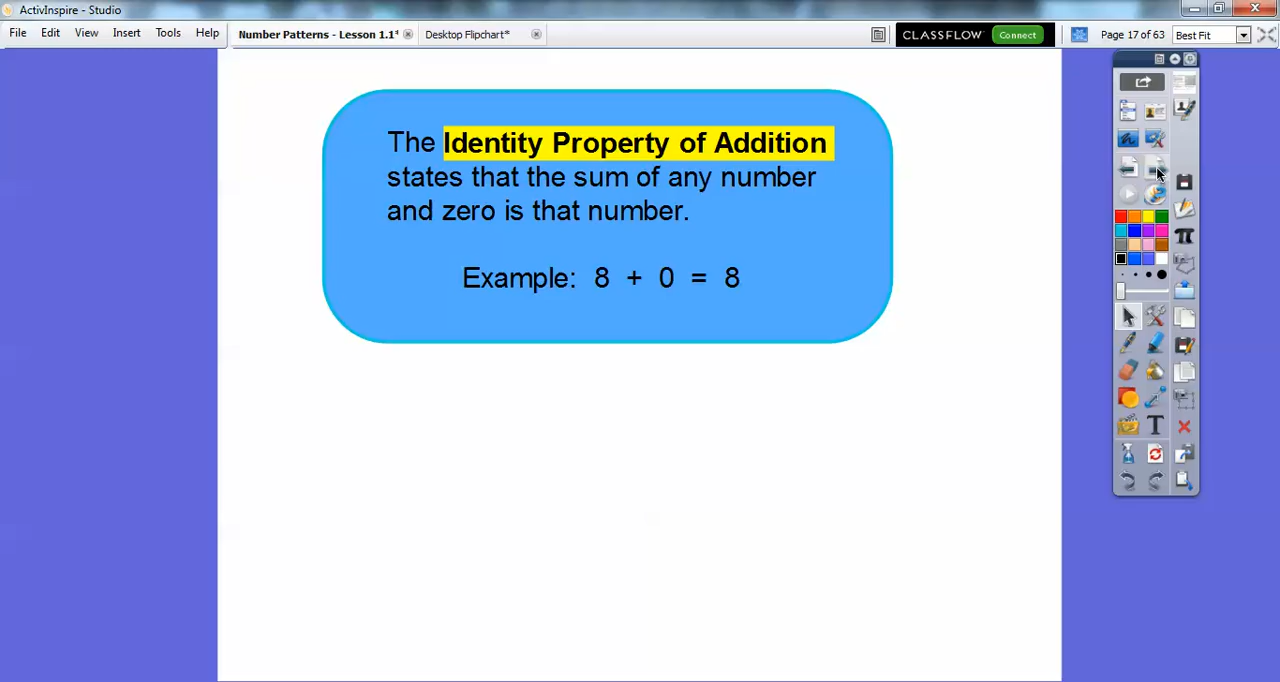 ActivInspire - Studio
File Edit View Insert Tools Help
Number Patterns - Lesson 1.1* Desktop Flipchart*
CLASSFLOW Connect
Page 17 of 63 Best Fit
The Identity Property of Addition
states that the sum of any number
and zero is that number.
Example: 8 + 0 = 8